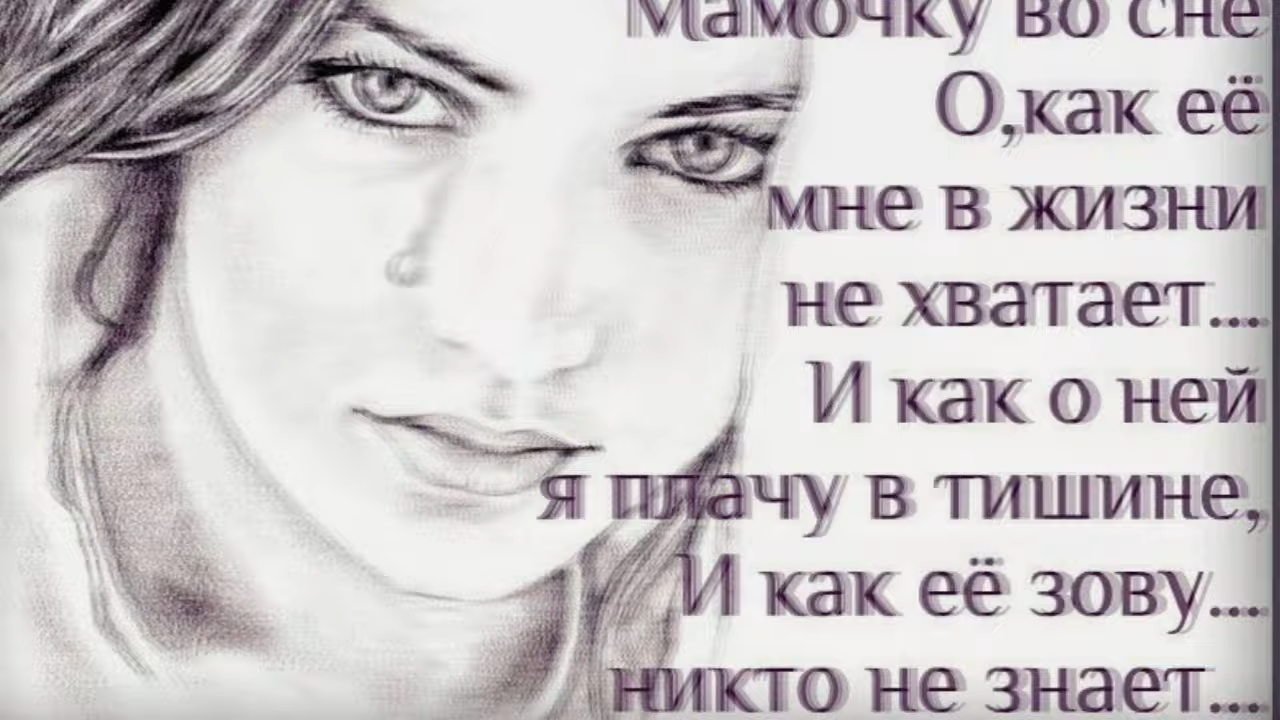 Мамочку во сне
О,как её
мне в жизни
не хватает....
И как о ней
я плачу в тишине,
И как её зову....
никто не знает....